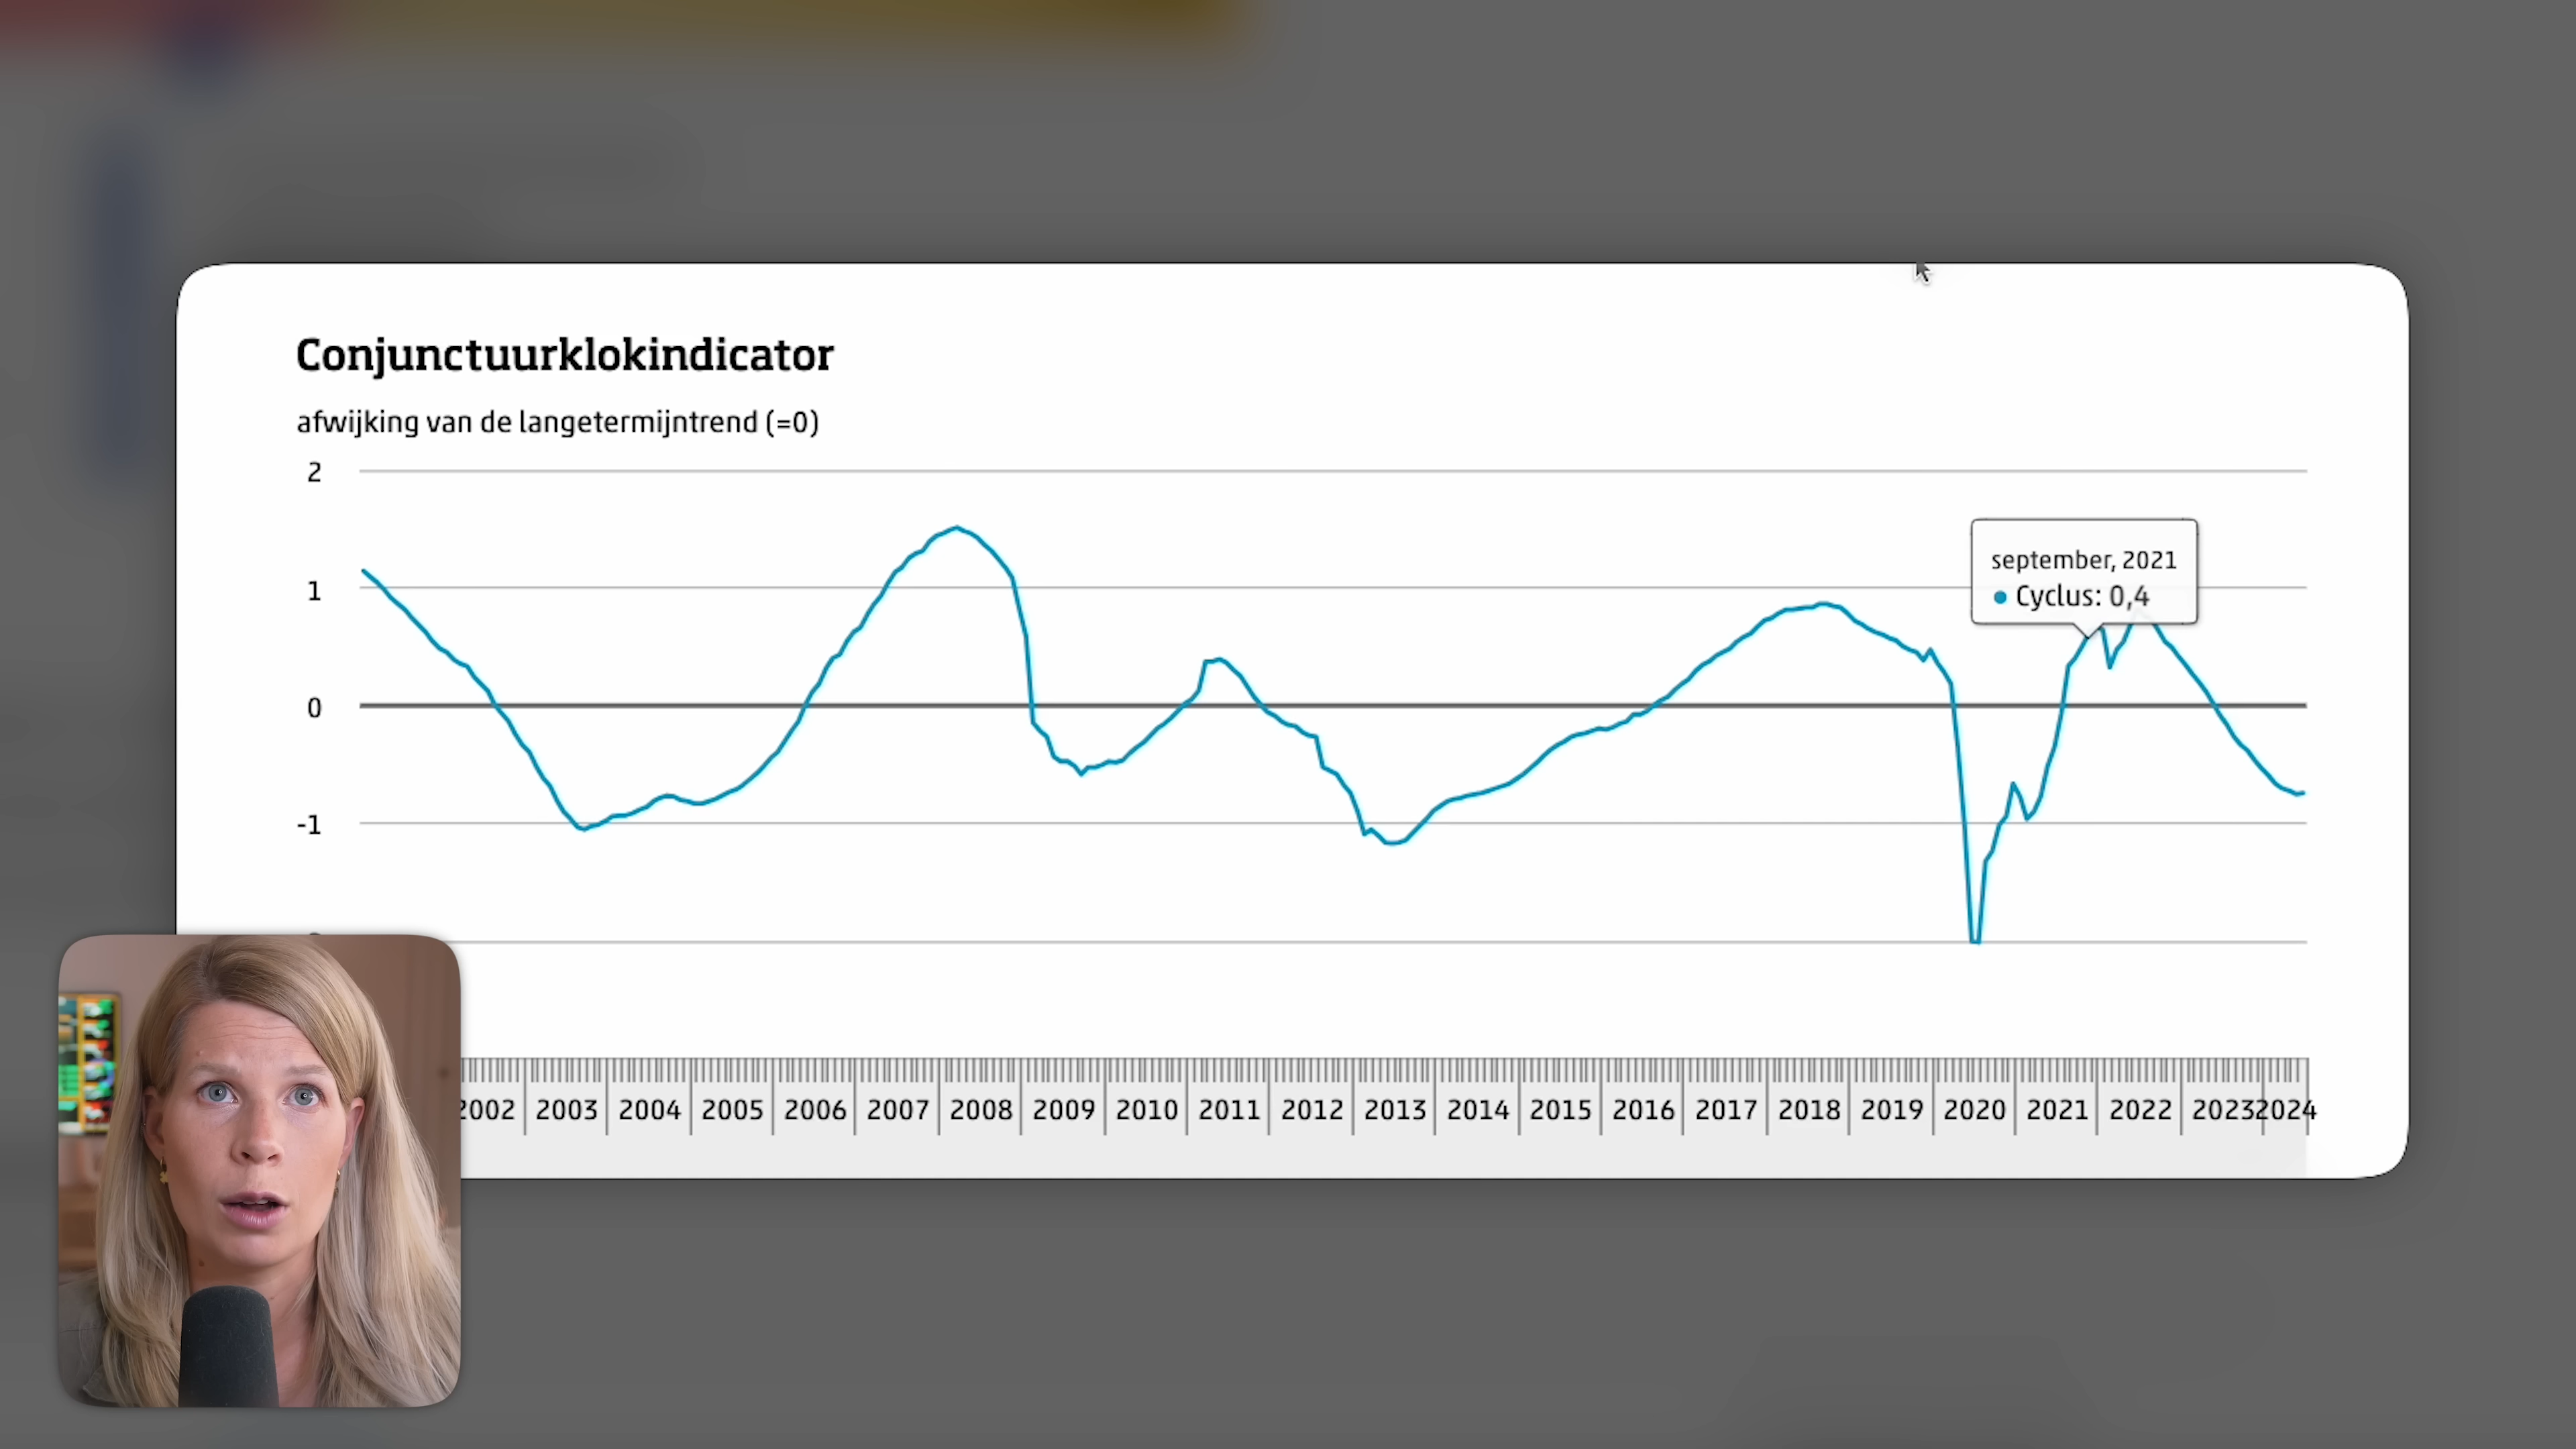 Conjunctuurklokindicator
afwijking van de langetermijntrend (=0)
2
1
0
-1
september, 2021
Cyclus: 0,4
2002 2003 2004 2005 2006 2007 2008 2009 2010 2011 2012 2013 2014 2015 2016 2017 2018 2019 2020 2021 2022 2023 2024